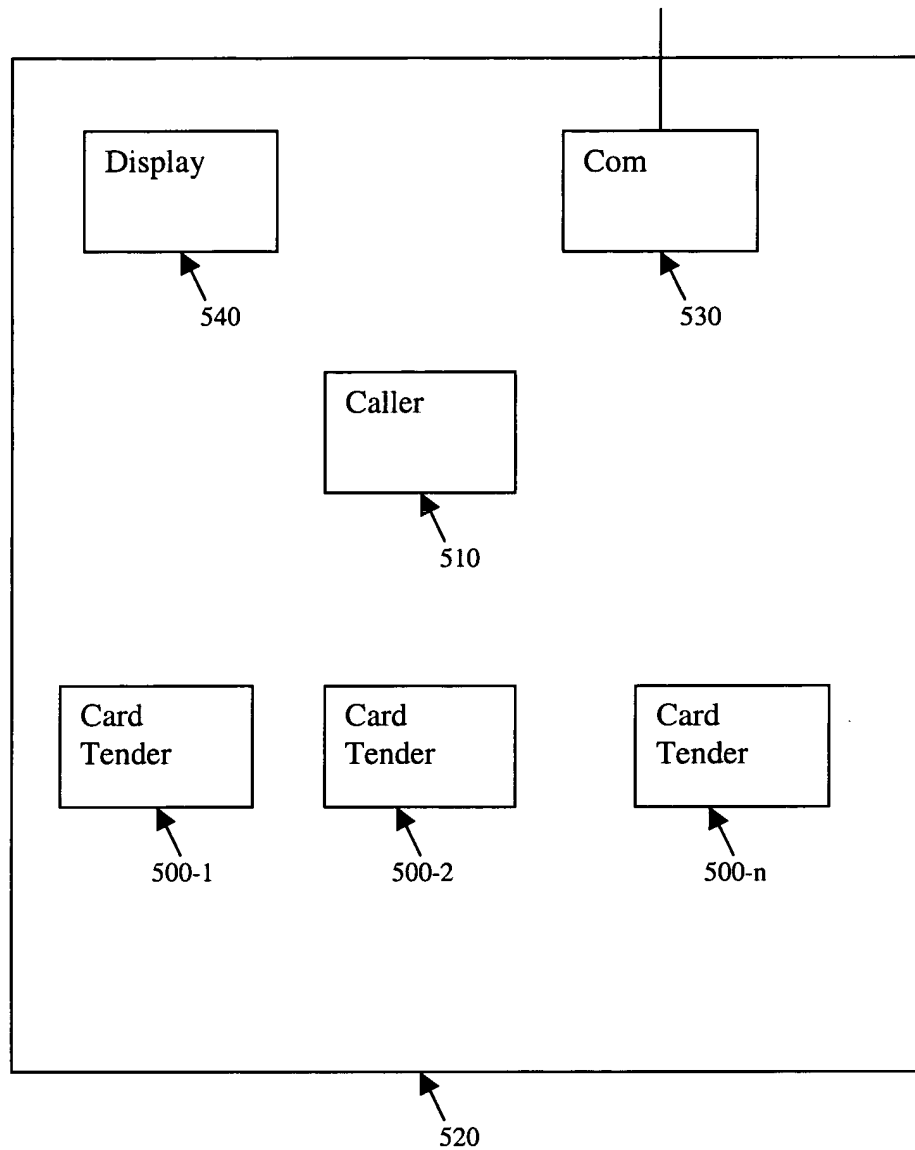 Display
Com
540
530
Caller
510
Card
Tender
Card
Tender
Card
Tender
500-1
500-2
500-n
520